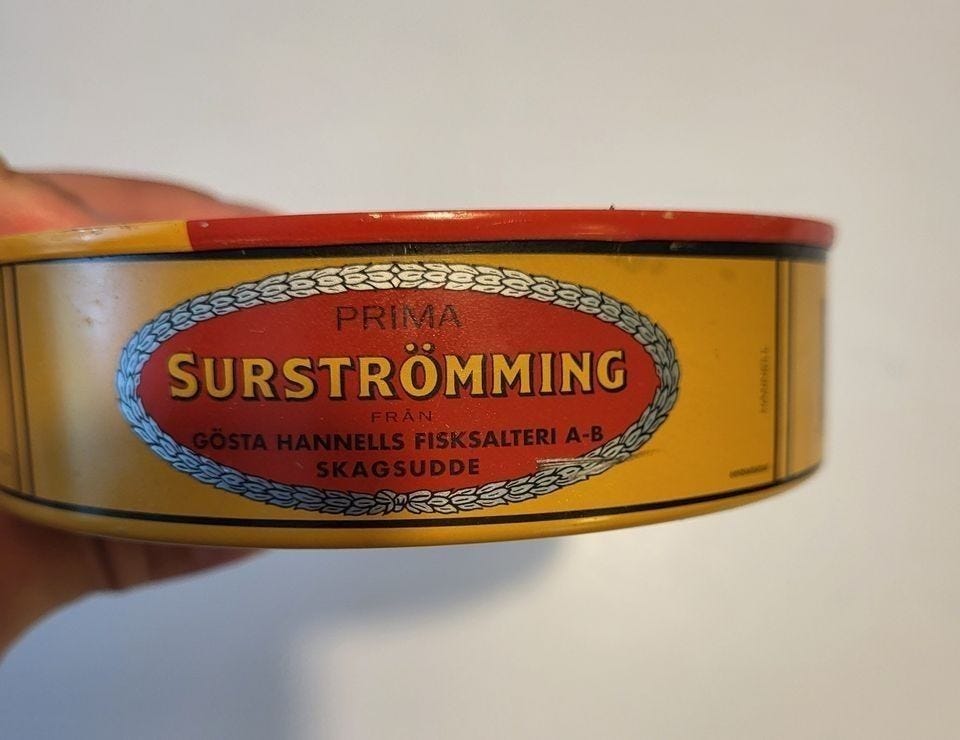 PRIMA
SURSTRÖMMING
FRÅN
GÖSTA HANNELLS FISKSALTERI A-B
SKAGSUDDE